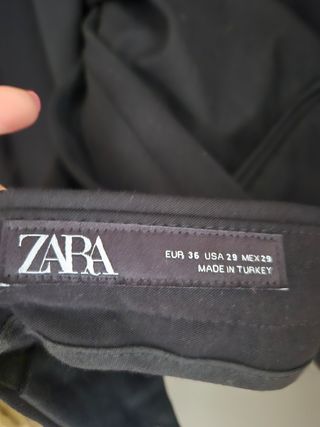 ZARA
EUR 36 USA 29 MEX 29
MADE IN TURKEY